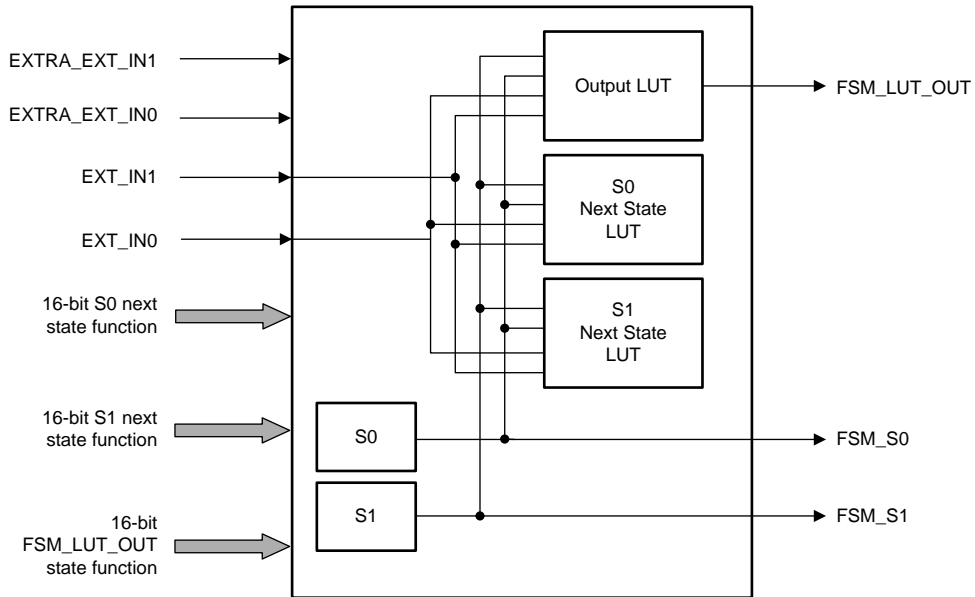 EXTRA_EXT_IN1
EXTRA_EXT_IN0
EXT_IN1
EXT_IN0
16-bit S0 next
state function
16-bit S1 next
state function
16-bit
FSM_LUT_OUT
state function
Output LUT
S0
Next State
LUT
S1
Next State
LUT
S0
S1
FSM_LUT_OUT
FSM_S0
FSM_S1